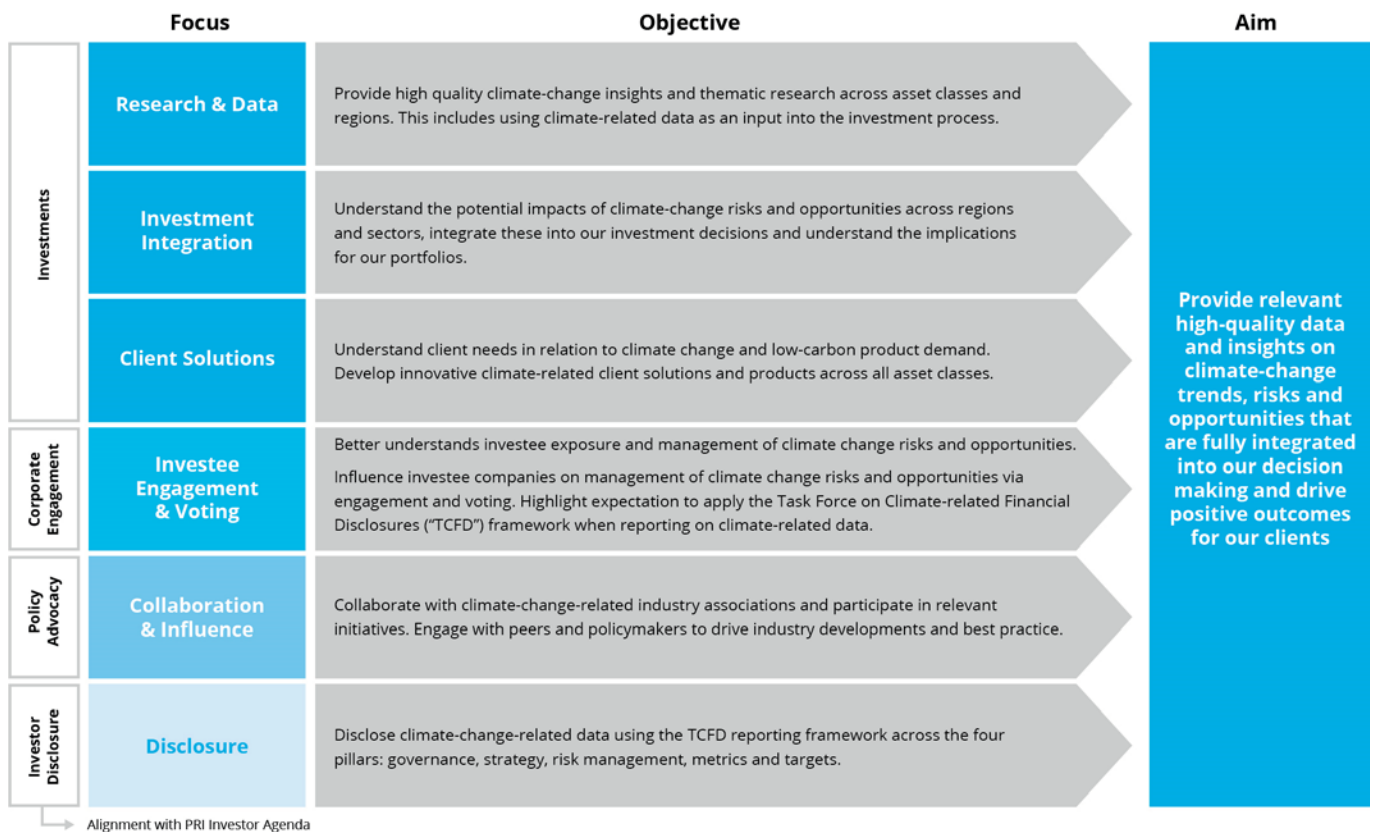 Focus
Objective
Aim
Investments
Research & Data
Provide high quality climate-change insights and thematic research across asset classes and
regions. This includes using climate-related data as an input into the investment process.
Investment
Integration
Understand the potential impacts of climate-change risks and opportunities across regions
and sectors, integrate these into our investment decisions and understand the implications
for our portfolios.
Client Solutions
Understand client needs in relation to climate change and low-carbon product demand.
Develop innovative climate-related client solutions and products across all asset classes.
Corporate
Engagement
Investee
Engagement
& Voting
Better understands investee exposure and management of climate change risks and opportunities.
Influence investee companies on management of climate change risks and opportunities via
engagement and voting. Highlight expectation to apply the Task Force on Climate-related Financial
Disclosures (“TCFD”) framework when reporting on climate-related data.
Policy
Advocacy
Collaboration
& Influence
Collaborate with climate-change-related industry associations and participate in relevant
initiatives. Engage with peers and policymakers to drive industry developments and best practice.
Investor
Disclosure
Disclosure
Disclose climate-change-related data using the TCFD reporting framework across the four
pillars: governance, strategy, risk management, metrics and targets.
Provide relevant
high-quality data
and insights on
climate-change
trends, risks and
opportunities that
are fully integrated
into our decision
making and drive
positive outcomes
for our clients
Alignment with PRI Investor Agenda